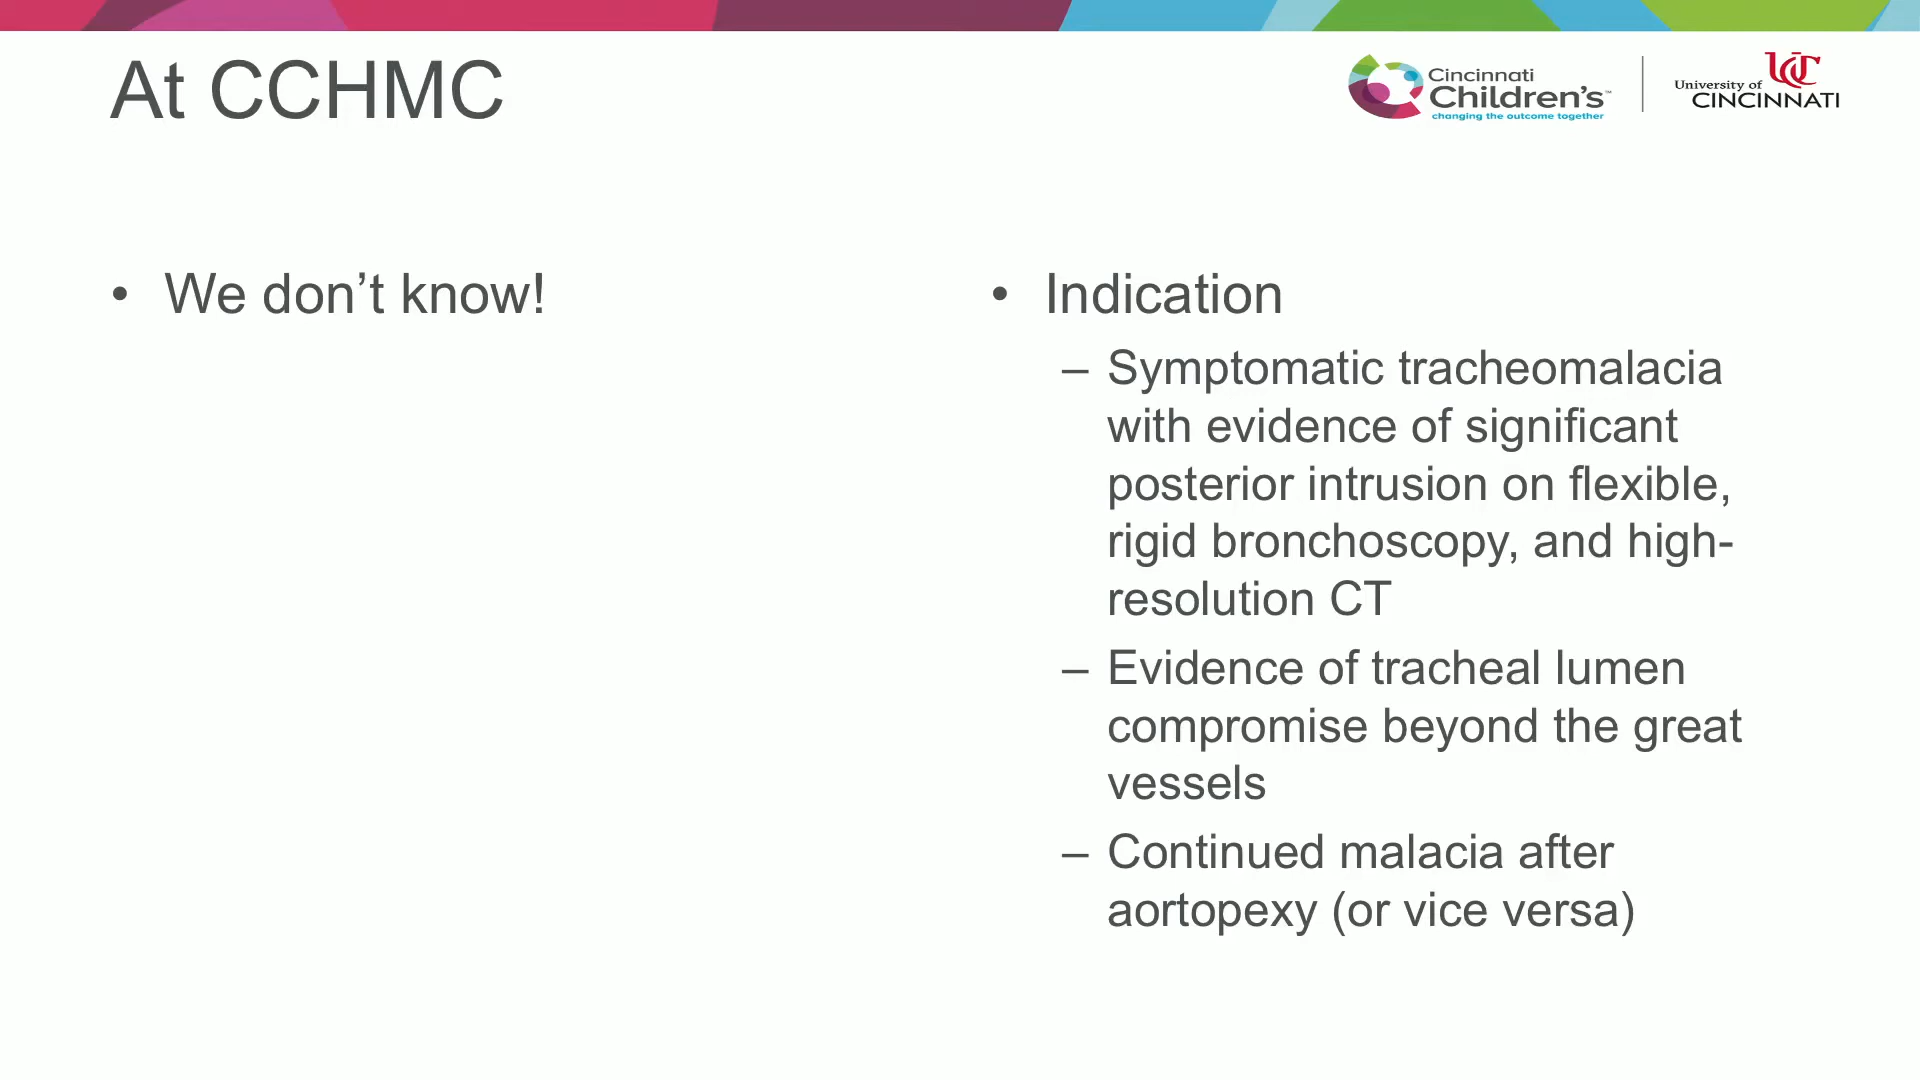 At CCHMC
Cincinnati
Children's™
changing the outcome together
University of
CINCINNATI
• We don’t know!
• Indication
– Symptomatic tracheomalacia
with evidence of significant
posterior intrusion on flexible,
rigid bronchoscopy, and high-
resolution CT
– Evidence of tracheal lumen
compromise beyond the great
vessels
– Continued malacia after
aortopexy (or vice versa)